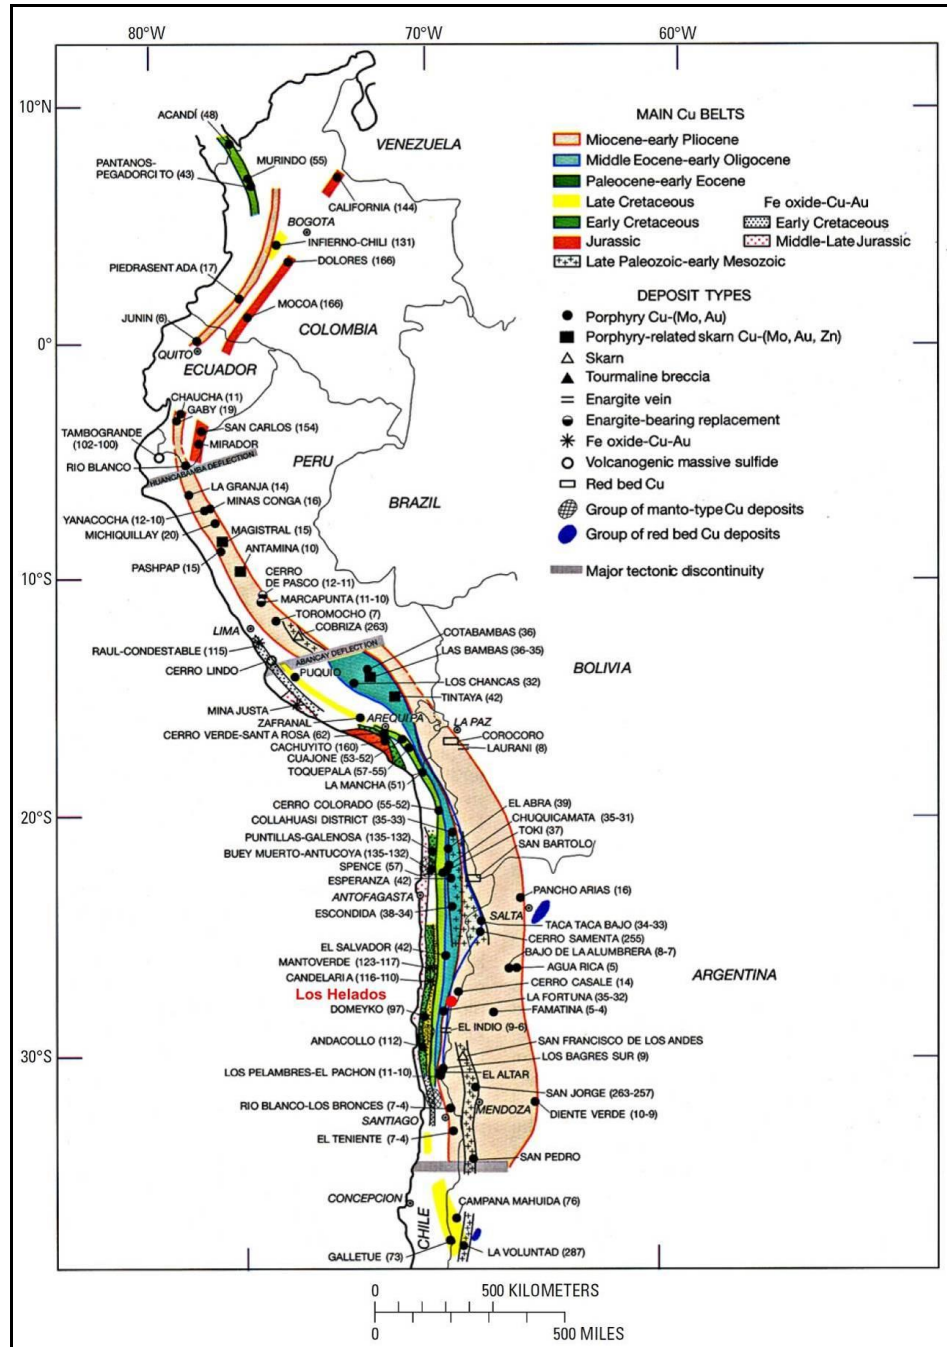 80°W 70°W 60°W
10°N
ACANDÍ (48)
VENEZUELA
PANTANOS-
PEGADORCI TO (43)
MURINDO (55)
CALIFORNIA (144)
BOGOTA
INFIERNO-CHILI (131)
DOLORES (166)
PIEDRASENT ADA (17)
MOCOA (166)
JUNIN (6)
COLOMBIA
0°
QUITO
ECUADOR
MAIN Cu BELTS
Miocene-early Pliocene
Middle Eocene-early Oligocene
Paleocene-early Eocene
Late Cretaceous
Early Cretaceous
Jurassic
Late Paleozoic-early Mesozoic
Fe oxide-Cu-Au
Early Cretaceous
Middle-Late Jurassic
DEPOSIT TYPES
Porphyry Cu-(Mo, Au)
Porphyry-related skarn Cu-(Mo, Au, Zn)
Skarn
Tourmaline breccia
Enargite vein
Enargite-bearing replacement
Fe oxide-Cu-Au
Volcanogenic massive sulfide
Red bed Cu
Group of manto-type Cu deposits
Group of red bed Cu deposits
Major tectonic discontinuity
CHAUCHA (11)
GABY (19)
SAN CARLOS (154)
TAMBOGRANDE
(102-100)
MIRADOR
RIO BLANCO
HUANCABAMBA DEFLECTION
PERU
LA GRANJA (14)
MINAS CONGA (16)
BRAZIL
YANACOCHA (12-10)
MICHIQUILLAY (20)
MAGISTRAL (15)
ANTAMINA (10)
PASHPAP (15)
10°S
CERRO
DE PASCO (12-11)
MARCAPUNTA (11-10)
TOROMOCHO (7)
COBRIZA (263)
LIMA
RAUL-CONDESTABLE (115)
CERRO LINDO
ABANCAY DEFLECTION
PUQUIO
COTABAMBAS (36)
LAS BAMBAS (36-35)
LOS CHANCAS (32)
TINTAYA (42)
BOLIVIA
MINA JUSTA
ZAFRANAL
AREQUIPA
LA PAZ
CERRO VERDE-SANT A ROSA (62)
COROCORO
CACHUYITO (160)
LAURANI (8)
CUAJONE (53-52)
TOQUEPALA (57-55)
LA MANCHA (51)
20°S
CERRO COLORADO (55-52)
EL ABRA (39)
COLLAHUASI DISTRICT (35-33)
CHUQUICAMATA (35-31)
TOKI (37)
PUNTILLAS-GALENOSA (135-132)
SAN BARTOLO
BUEY MUERTO-ANTUCOYA (135-132)
SPENCE (57)
ESPERANZA (42)
PANCHO ARIAS (16)
ANTOFAGASTA
ESCONDIDA (38-34)
SALTA
TACA TACA BAJO (34-33)
CERRO SAMENTA (255)
EL SALVADOR (42)
BAJO DE LA ALUMBRERA (8-7)
MANTOVERDE (123-117)
AGUA RICA (5)
CANDELARI A (116-110)
CERRO CASALE (14)
ARGENTINA
Los Helados
LA FORTUNA (35-32)
DOMEYKO (97)
FAMATINA (5-4)
EL INDIO (9-6)
ANDACOLLO (112)
SAN FRANCISCO DE LOS ANDES
30°S
LOS BAGRES SUR (9)
LOS PELAMBRES-EL PACHON (11-10)
EL ALTAR
SAN JORGE (263-257)
RIO BLANCO-LOS BRONCES (7-4)
MENDOZA
DIENTE VERDE (10-9)
SANTIAGO
EL TENIENTE (7-4)
SAN PEDRO
CONCEPCION
CAMPANA MAHUIDA (76)
CHILE
GALLETUE (73)
LA VOLUNTAD (287)
0 500 KILOMETERS
0 500 MILES